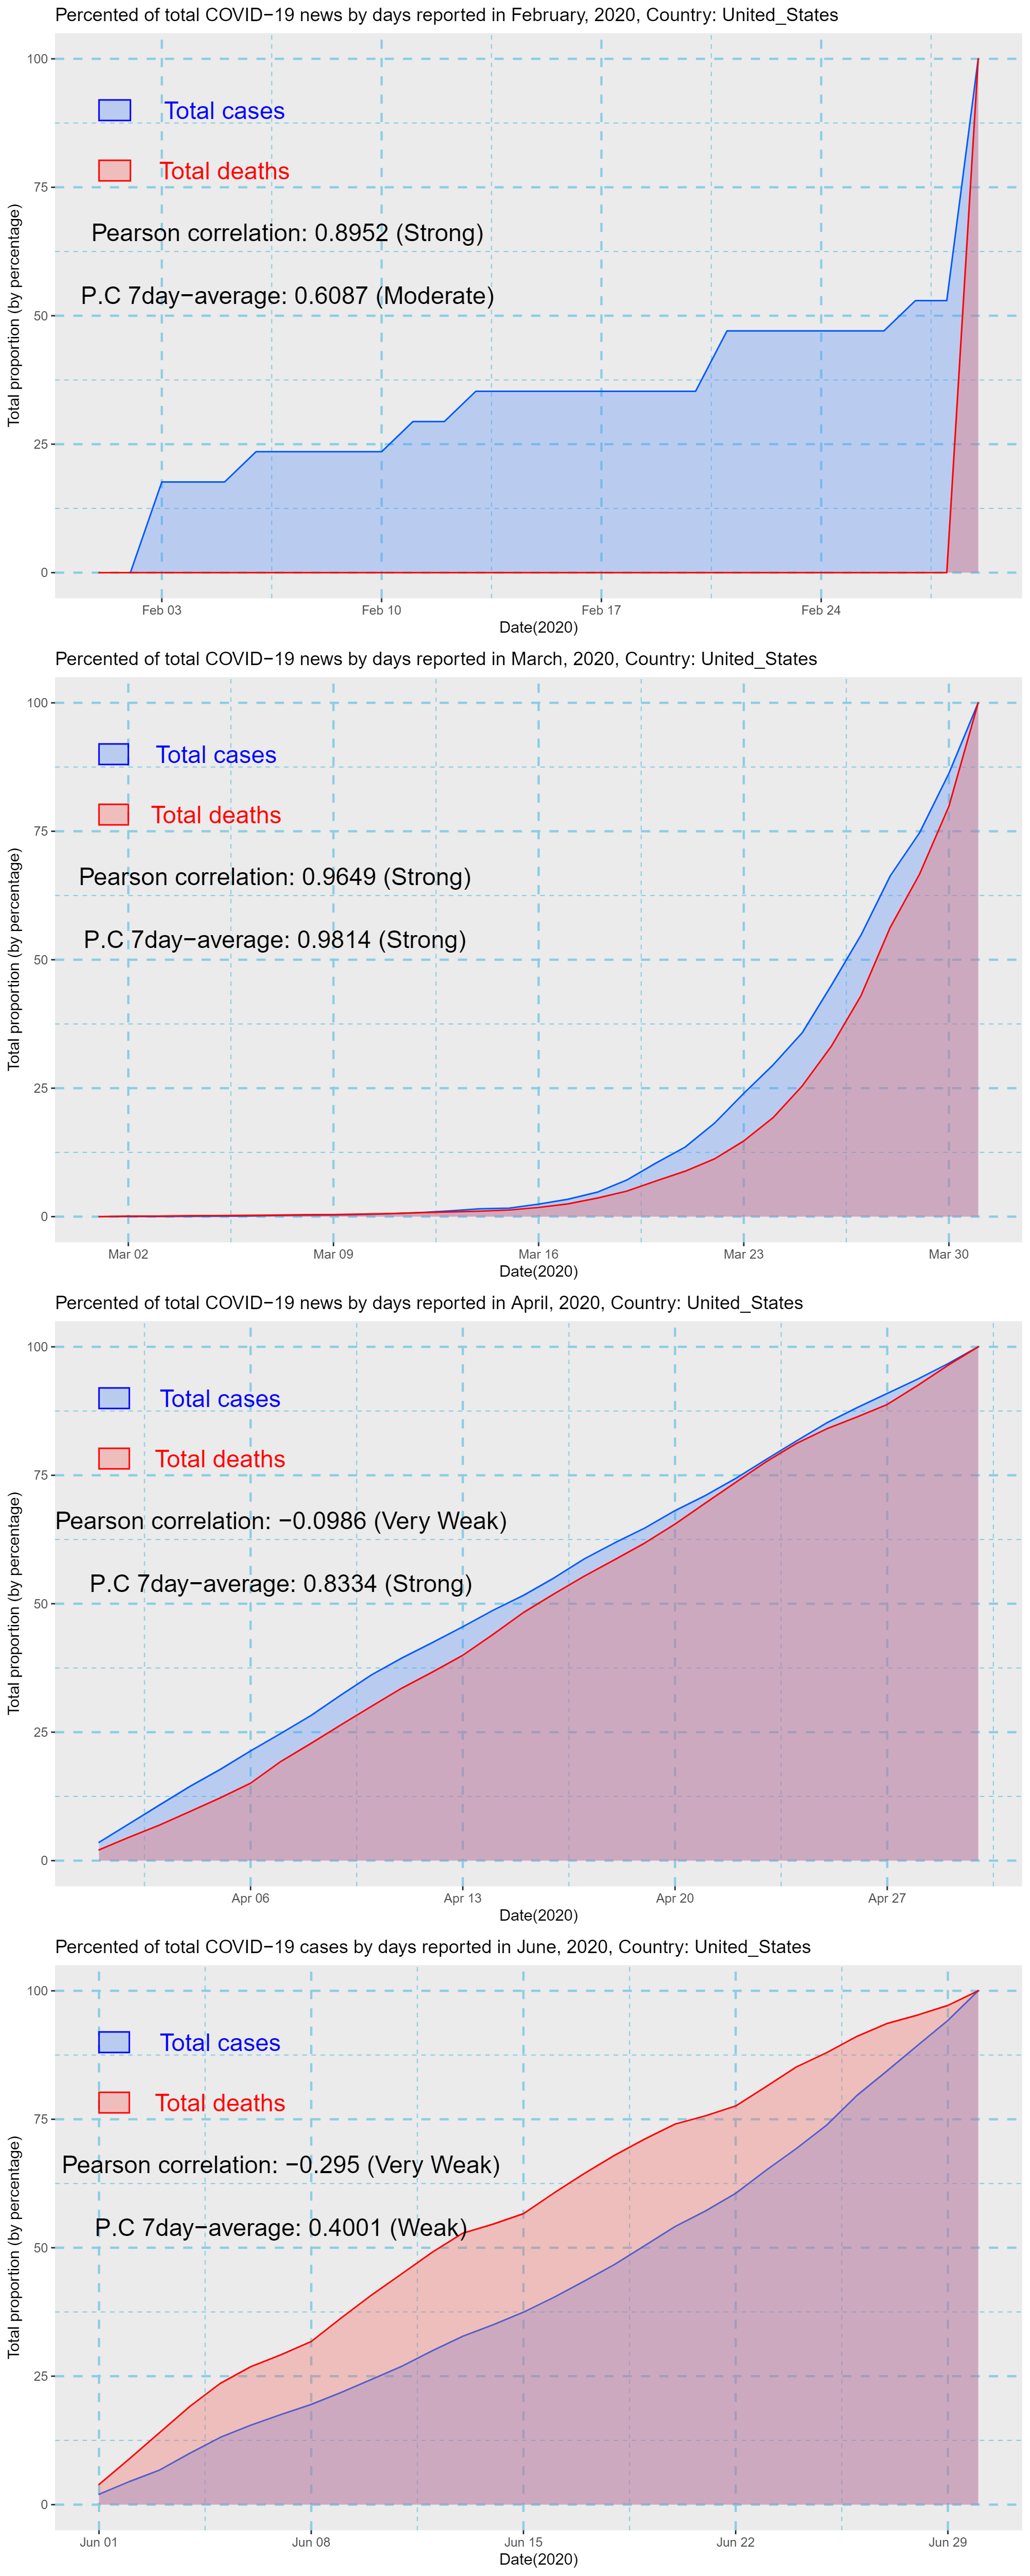 Percented of total COVID−19 news by days reported in February, 2020, Country: United_States
Total proportion (by percentage)
100
75
50
25
0
Total cases
Total deaths
Pearson correlation: 0.8952 (Strong)
P.C 7day−average: 0.6087 (Moderate)
Feb 03
Feb 10
Feb 17
Feb 24
Date(2020)
Percented of total COVID−19 news by days reported in March, 2020, Country: United_States
Total proportion (by percentage)
100
75
50
25
0
Total cases
Total deaths
Pearson correlation: 0.9649 (Strong)
P.C 7day−average: 0.9814 (Strong)
Mar 02
Mar 09
Mar 16
Mar 23
Mar 30
Date(2020)
Percented of total COVID−19 news by days reported in April, 2020, Country: United_States
Total proportion (by percentage)
100
75
50
25
0
Total cases
Total deaths
Pearson correlation: −0.0986 (Very Weak)
P.C 7day−average: 0.8334 (Strong)
Apr 06
Apr 13
Apr 20
Apr 27
Date(2020)
Percented of total COVID−19 cases by days reported in June, 2020, Country: United_States
Total proportion (by percentage)
100
75
50
25
0
Total cases
Total deaths
Pearson correlation: −0.295 (Very Weak)
P.C 7day−average: 0.4001 (Weak)
Jun 01
Jun 08
Jun 15
Jun 22
Jun 29
Date(2020)